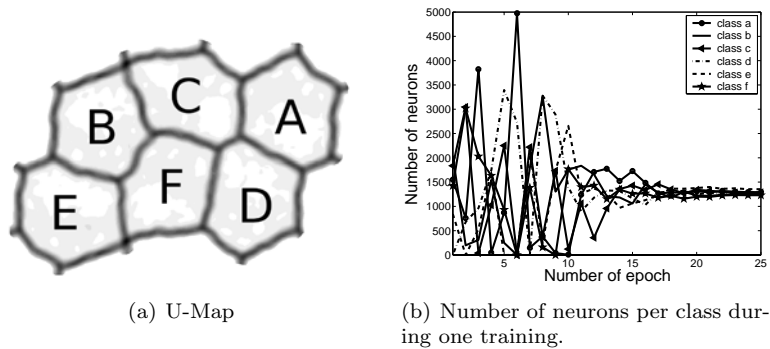 C
A
B
F
D
E
(a) U-Map
5000
4500
4000
3500
3000
2500
2000
1500
1000
500
0
Number of neurons
class a
class b
class c
class d
class e
class f
5 10 15 20 25
Number of epoch
(b) Number of neurons per class dur-
ing one training.